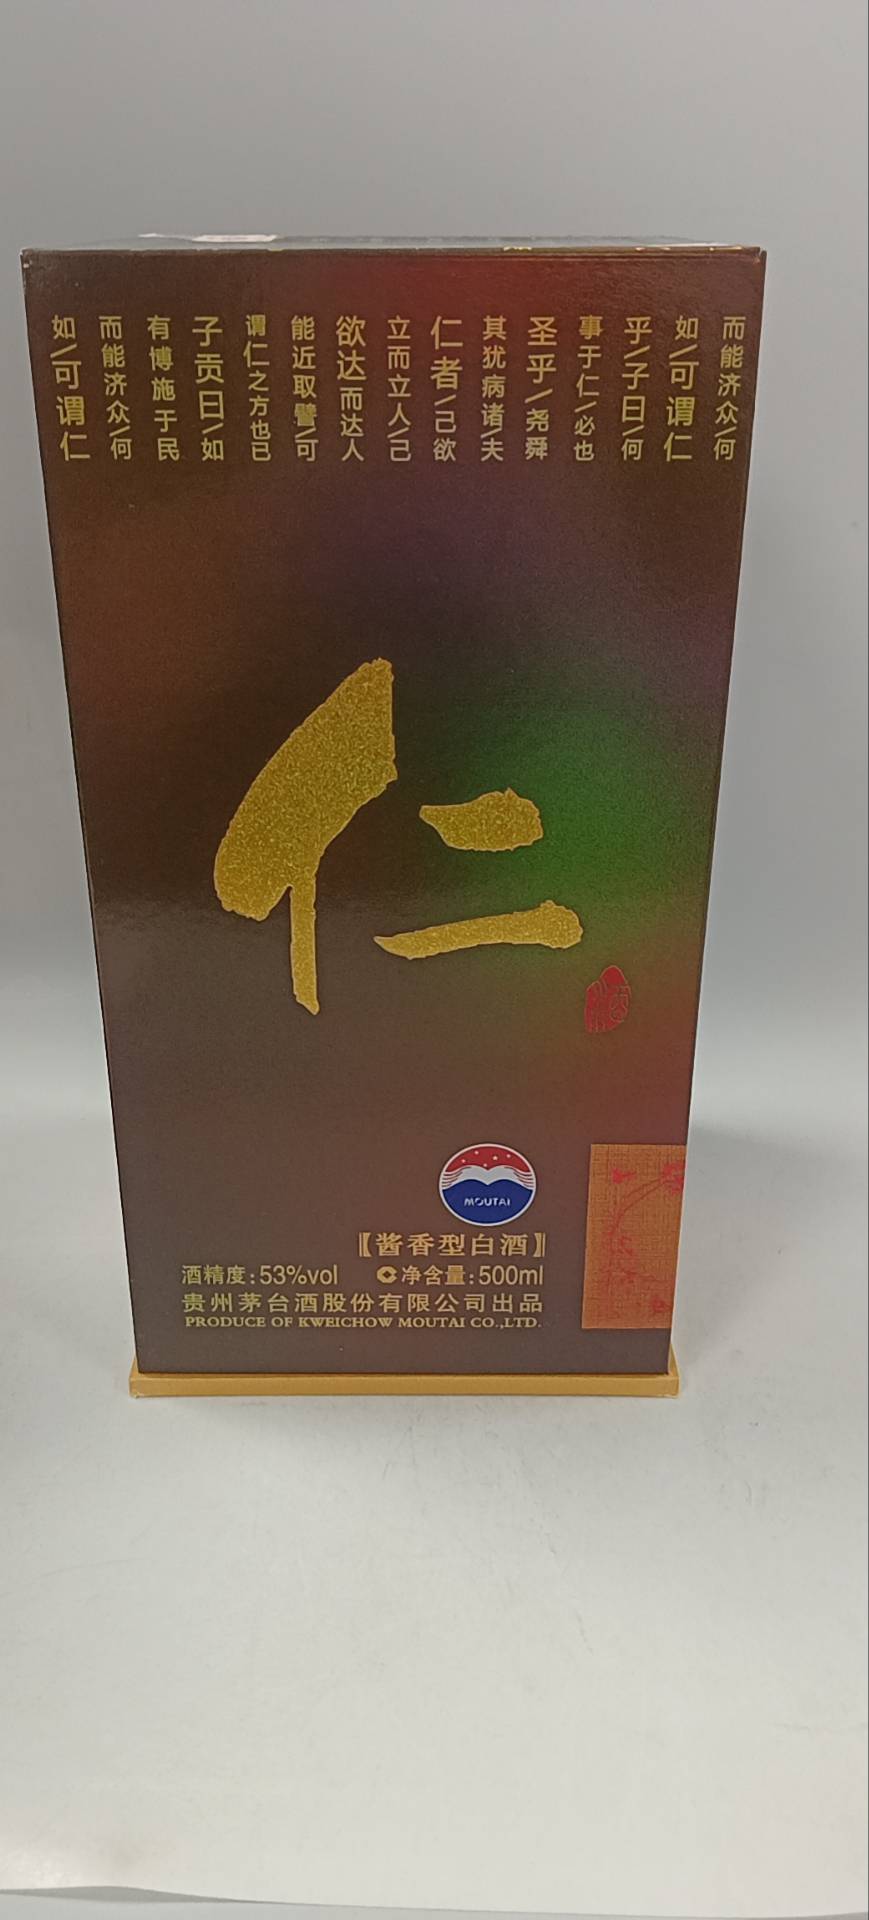 而能济众/何
如/可谓仁
乎/子曰/何
事于仁/必也
圣乎/尧舜
其犹病诸/夫
仁者/己欲
立而立人/己
欲达而达人
能近取譬/可
谓仁之方也已
子贡曰/如
有博施于民
而能济众/何
如/可谓仁
仁
酒
MOUTAI
【酱香型白酒】
酒精度:53%vol 净含量:500ml
贵州茅台酒股份有限公司出品
PRODUCE OF KWEICHOW MOUTAI CO.,LTD.